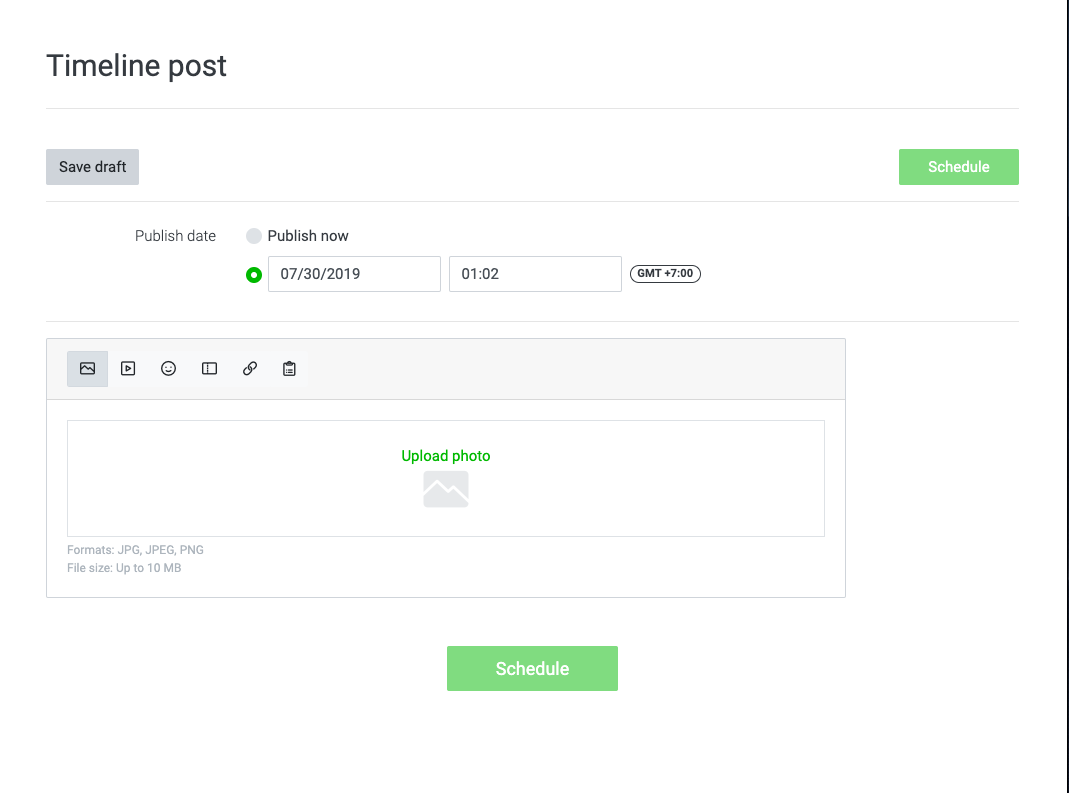 Timeline post
Save draft
Schedule
Publish date
Publish now
07/30/2019
01:02
GMT +7:00
Upload photo
Formats: JPG, JPEG, PNG
File size: Up to 10 MB
Schedule